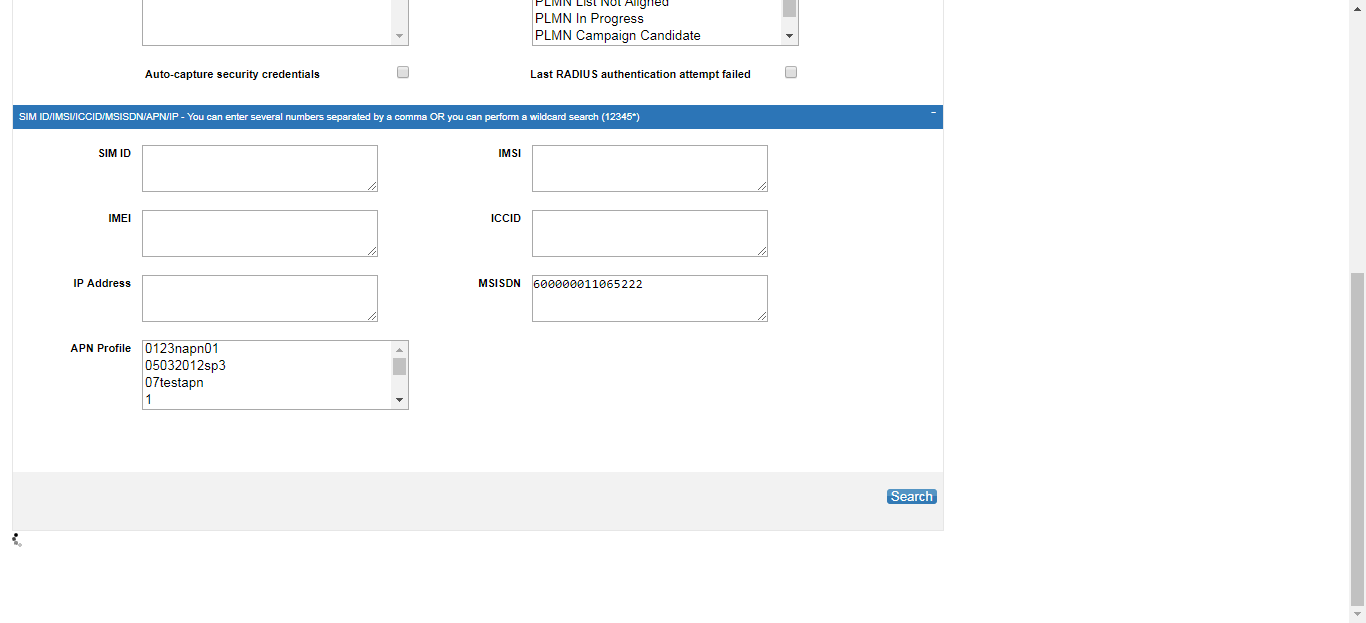 PLMN List Not Aligned
PLMN In Progress
PLMN Campaign Candidate
Auto-capture security credentials
Last RADIUS authentication attempt failed
SIM ID/IMSI/ICCID/MSISDN/APN/IP - You can enter several numbers separated by a comma OR you can perform a wildcard search (12345*)
SIM ID
IMSI
IMEI
ICCID
IP Address
MSISDN
600000011065222
APN Profile
0123napn01
05032012sp3
07testapn
1
Search